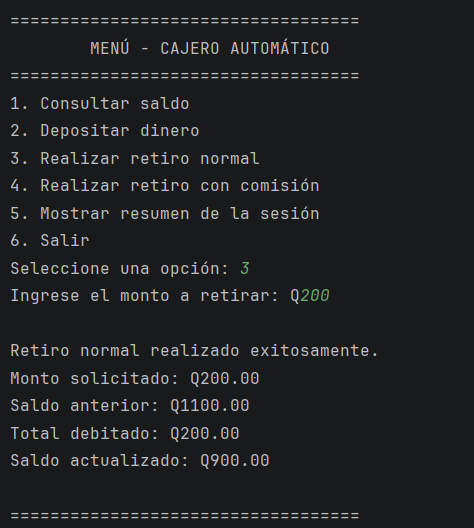 ===================================
MENÚ - CAJERO AUTOMÁTICO
===================================
1. Consultar saldo
2. Depositar dinero
3. Realizar retiro normal
4. Realizar retiro con comisión
5. Mostrar resumen de la sesión
6. Salir
Seleccione una opción: 3
Ingrese el monto a retirar: Q200
Retiro normal realizado exitosamente.
Monto solicitado: Q200.00
Saldo anterior: Q1100.00
Total debitado: Q200.00
Saldo actualizado: Q900.00
===================================